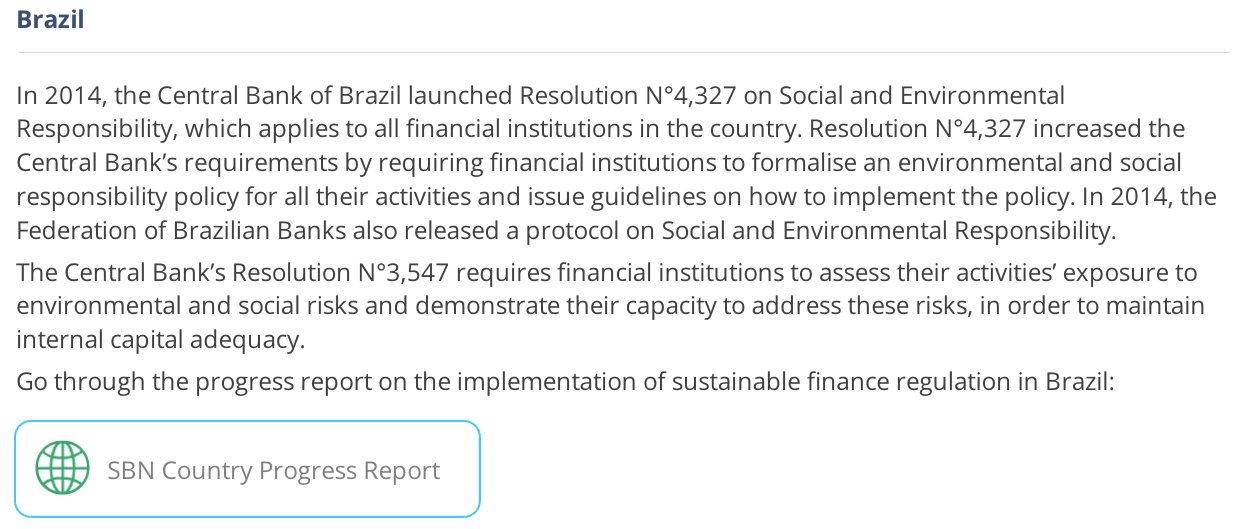 Brazil
In 2014, the Central Bank of Brazil launched Resolution N°4,327 on Social and Environmental
Responsibility, which applies to all financial institutions in the country. Resolution N°4,327 increased the
Central Bank’s requirements by requiring financial institutions to formalise an environmental and social
responsibility policy for all their activities and issue guidelines on how to implement the policy. In 2014, the
Federation of Brazilian Banks also released a protocol on Social and Environmental Responsibility.
The Central Bank’s Resolution N°3,547 requires financial institutions to assess their activities’ exposure to
environmental and social risks and demonstrate their capacity to address these risks, in order to maintain
internal capital adequacy.
Go through the progress report on the implementation of sustainable finance regulation in Brazil:
SBN Country Progress Report